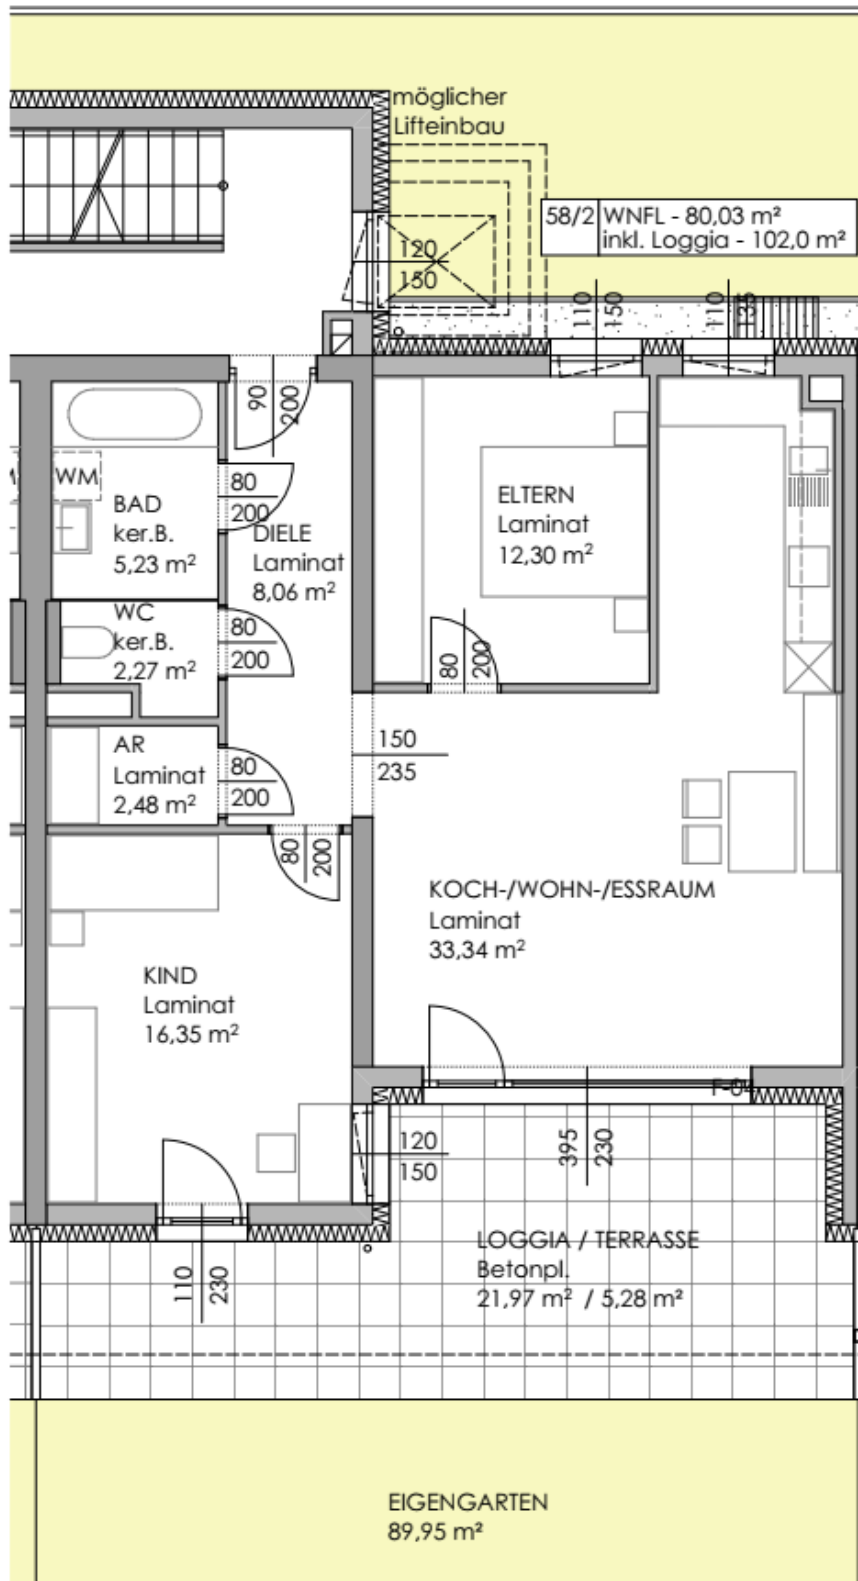 möglicher
Lifteinbau
58/2 WNFL - 80,03 m²
inkl. Loggia - 102,0 m²
120
150
110
150
110
135
90
200
WM
BAD
ker.B.
5,23 m²
80
200
DIELE
Laminat
8,06 m²
ELTERN
Laminat
12,30 m²
WC
ker.B.
2,27 m²
80
200
80
200
AR
Laminat
2,48 m²
80
200
150
235
80
200
KOCH-/WOHN-/ESSRAUM
Laminat
33,34 m²
KIND
Laminat
16,35 m²
120
150
395
230
110
230
LOGGIA / TERRASSE
Betonpl.
21,97 m² / 5,28 m²
EIGENGARTEN
89,95 m²